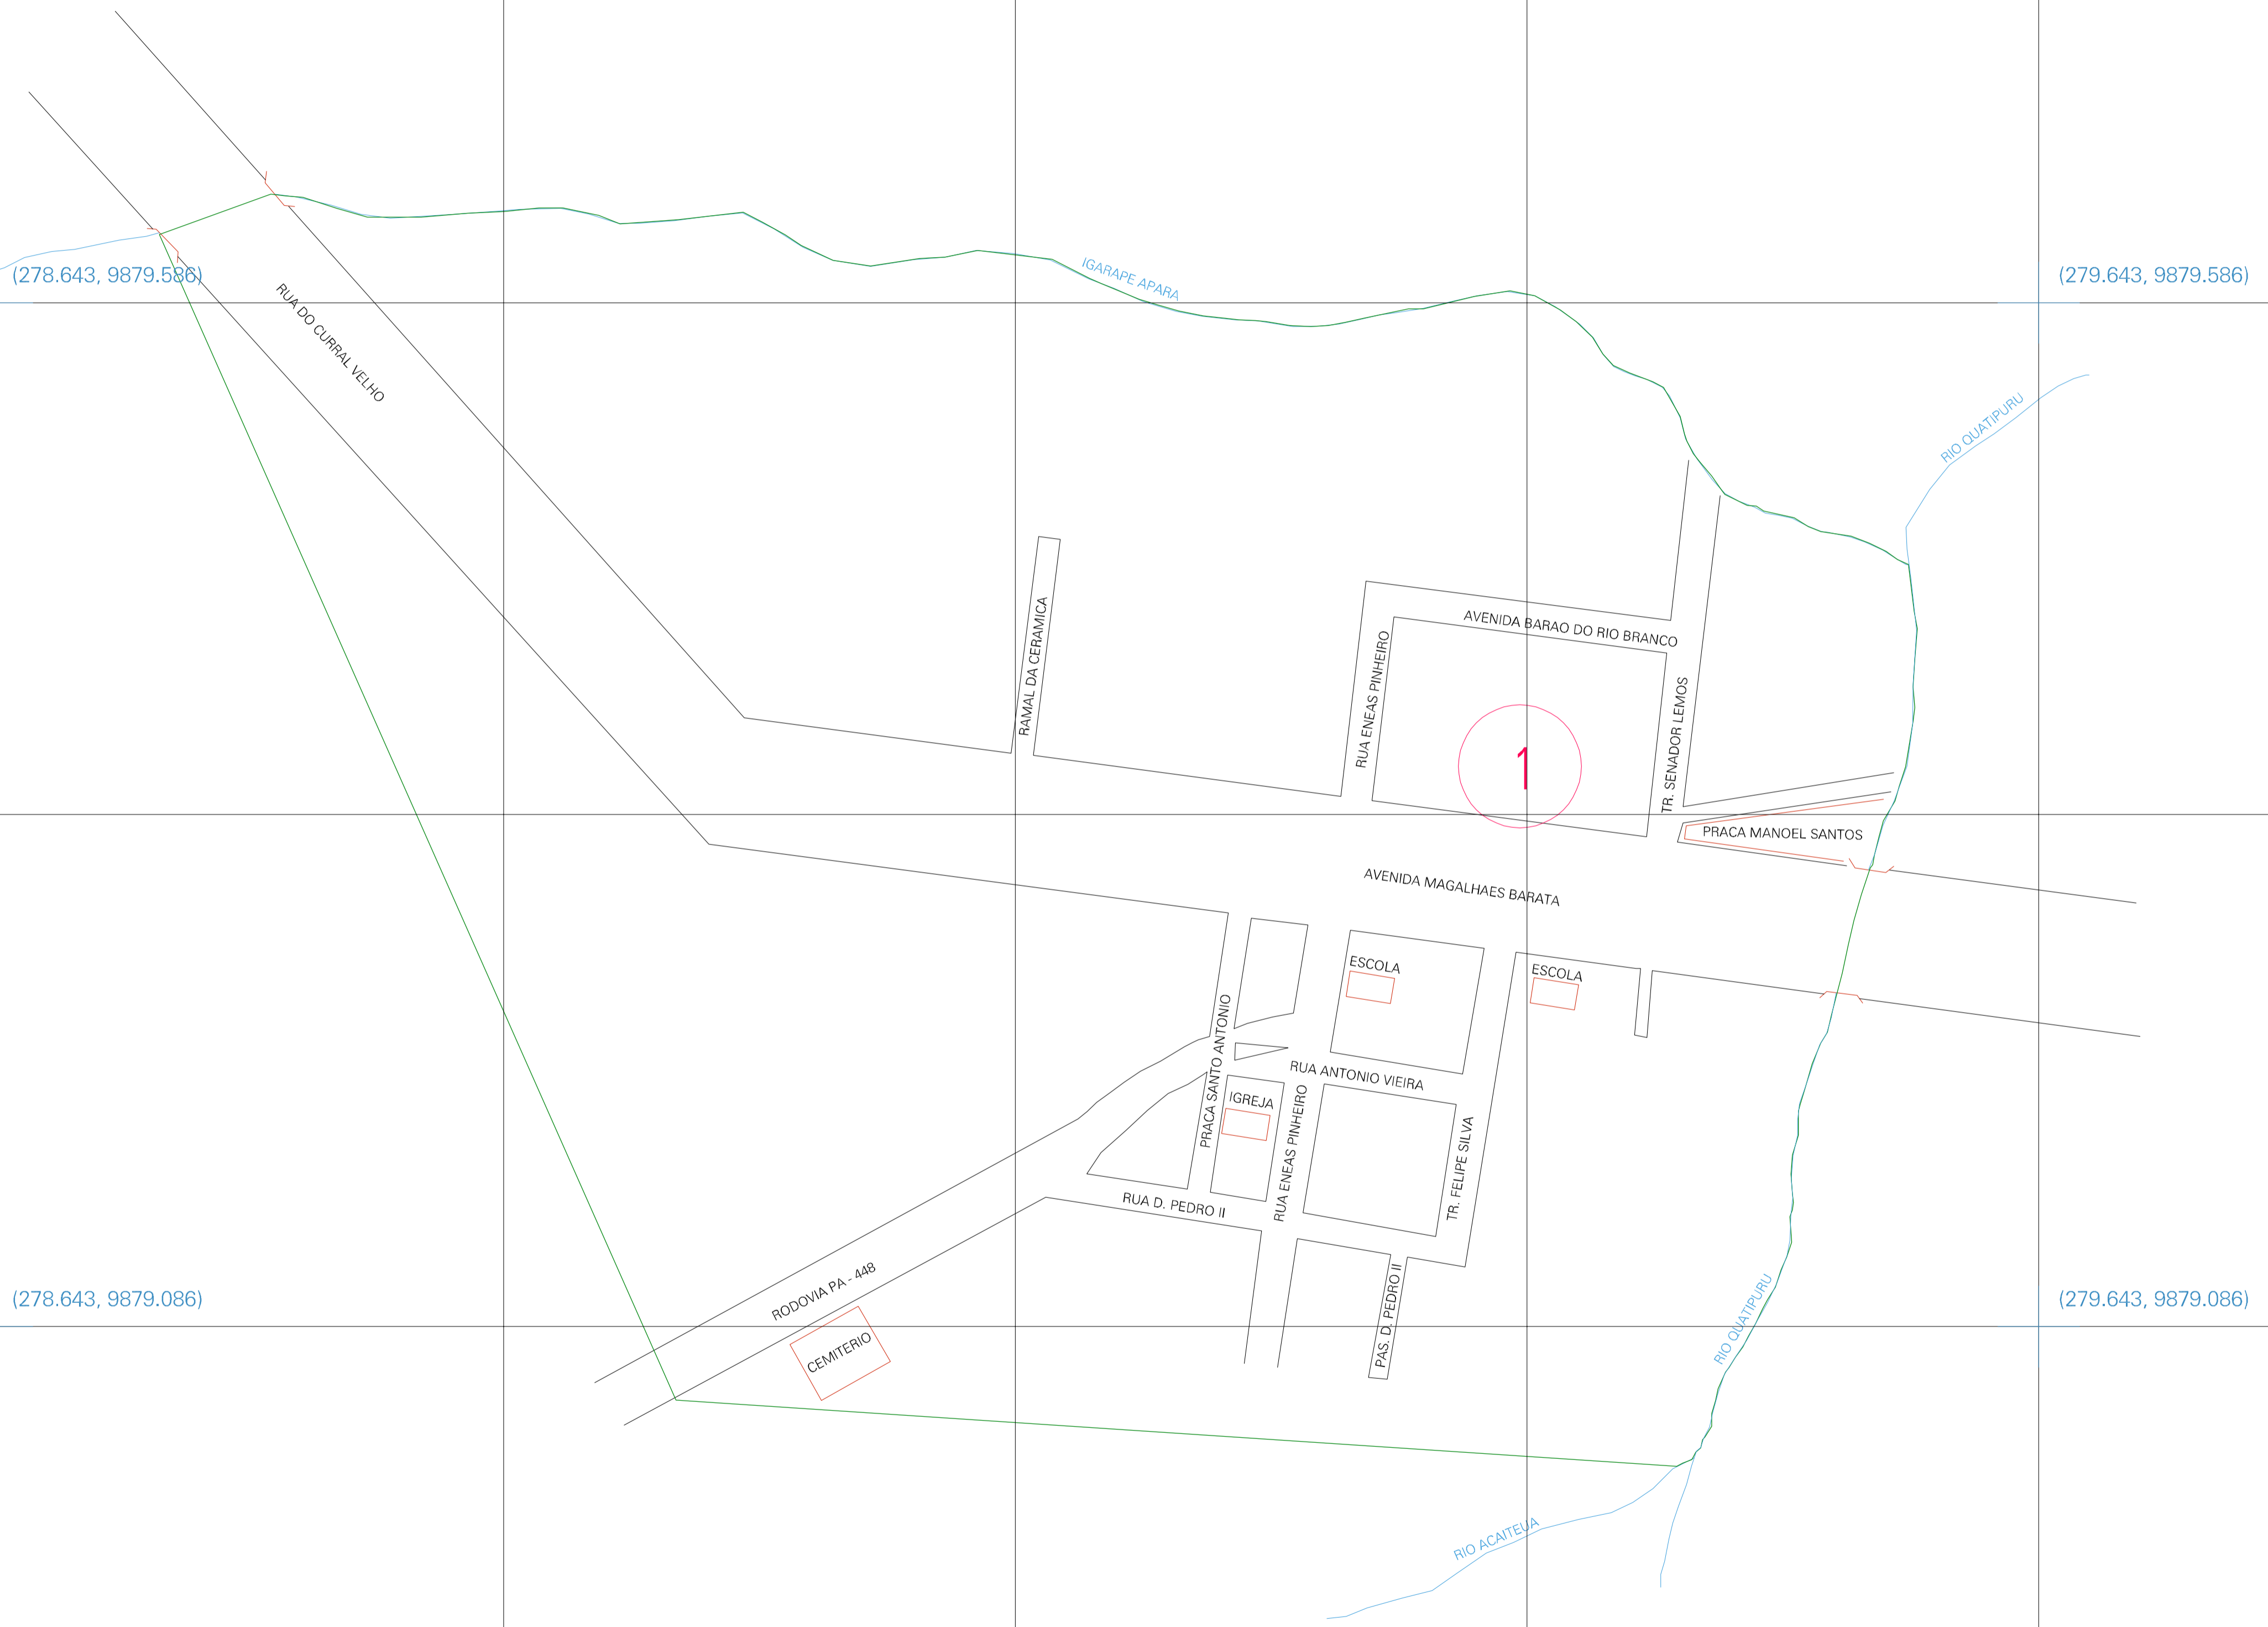 IGARAPE APARA
(278.643, 9879.586)
(279.643, 9879.586)
RUA DO CURRAL VELHO
RIO QUATIPURU
RAMAL DA CERAMICA
AVENIDA BARAO DO RIO BRANCO
RUA ENEAS PINHEIRO
TR. SENADOR LEMOS
1
PRACA MANOEL SANTOS
AVENIDA MAGALHAES BARATA
ESCOLA
ESCOLA
PRACA SANTO ANTONIO
RUA ANTONIO VIEIRA
IGREJA
RUA ENEAS PINHEIRO
TR. FELIPE SILVA
RUA D. PEDRO II
RODOVIA PA - 448
(278.643, 9879.086)
(279.643, 9879.086)
PAS. D. PEDRO II
RIO QUATIPURU
CEMITERIO
RIO ACAITEUA